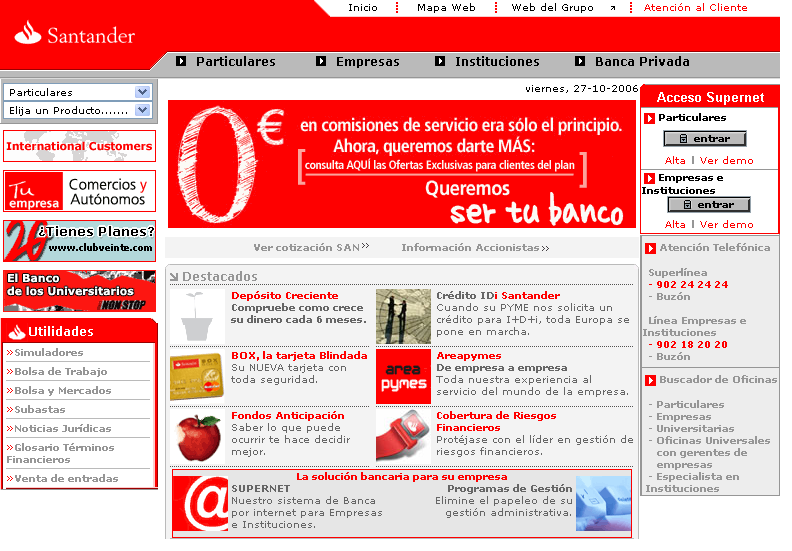 Inicio
Mapa Web
Web del Grupo
Atención al Cliente
Santander
Particulares
Empresas
Instituciones
Banca Privada
Particulares
Elija un Producto.......
International Customers
Tu empresa
Comercios y
Autónomos
¿Tienes Planes?
www.clubveinte.com
El Banco
de los Universitarios
NON STOP
Utilidades
Simuladores
Bolsa de Trabajo
Bolsa y Mercados
Subastas
Noticias Jurídicas
Glosario Términos
Financieros
Venta de entradas
viernes, 27-10-2006
0€
en comisiones de servicio era sólo el principio.
Ahora, queremos darte MÁS:
consulta AQUÍ las Ofertas Exclusivas para clientes del plan
Queremos
ser tu banco
Ver cotización SAN
Información Accionistas
Destacados
Depósito Creciente
Compruebe como crece
su dinero cada 6 meses.
Crédito IDi Santander
Cuando su PYME nos solicita un
crédito para I+D+i, toda Europa se
pone en marcha.
BOX, la tarjeta Blindada
Su NUEVA tarjeta con
toda seguridad.
area
pymes
Areapymes
De empresa a empresa
Toda nuestra experiencia al
servicio del mundo de la empresa.
Fondos Anticipación
Saber lo que puede
ocurrir te hace decidir
mejor.
Cobertura de Riesgos
Financieros
Protéjase con el líder en gestión de
riesgos financieros.
La solución bancaria para su empresa
@
SUPERNET
Nuestro sistema de Banca
por internet para Empresas
e Instituciones.
Programas de Gestión
Elimine el papeleo de su
gestión administrativa.
Acceso Supernet
Particulares
entrar
Alta | Ver demo
Empresas e
Instituciones
entrar
Alta | Ver demo
Atención Telefónica
Superlínea
- 902 24 24 24
- Buzón
Línea Empresas e
Instituciones
- 902 18 20 20
- Buzón
Buscador de Oficinas
- Particulares
- Empresas
- Universitarias
- Oficinas Universales
con gerentes de
empresas
- Especialista en
Instituciones